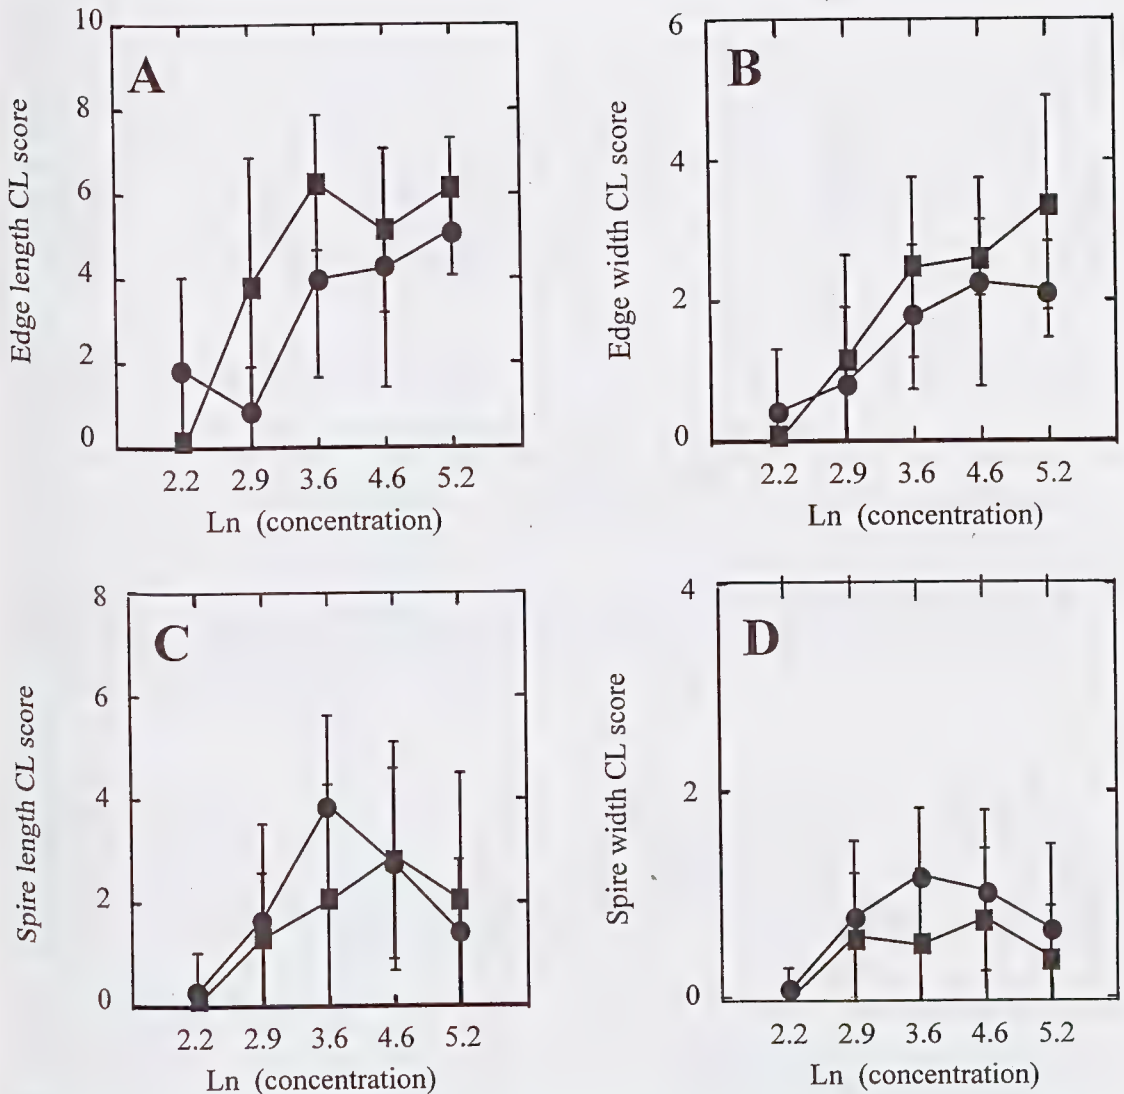 A
Edge length CL score
10
8
6
4
2
0
2.2 2.9 3.6 4.6 5.2
Ln (concentration)
B
Edge width CL score
6
4
2
0
2.2 2.9 3.6 4.6 5.2
Ln (concentration)
C
Spire length CL score
8
6
4
2
0
2.2 2.9 3.6 4.6 5.2
Ln (concentration)
D
Spire width CL score
4
2
0
2.2 2.9 3.6 4.6 5.2
Ln (concentration)